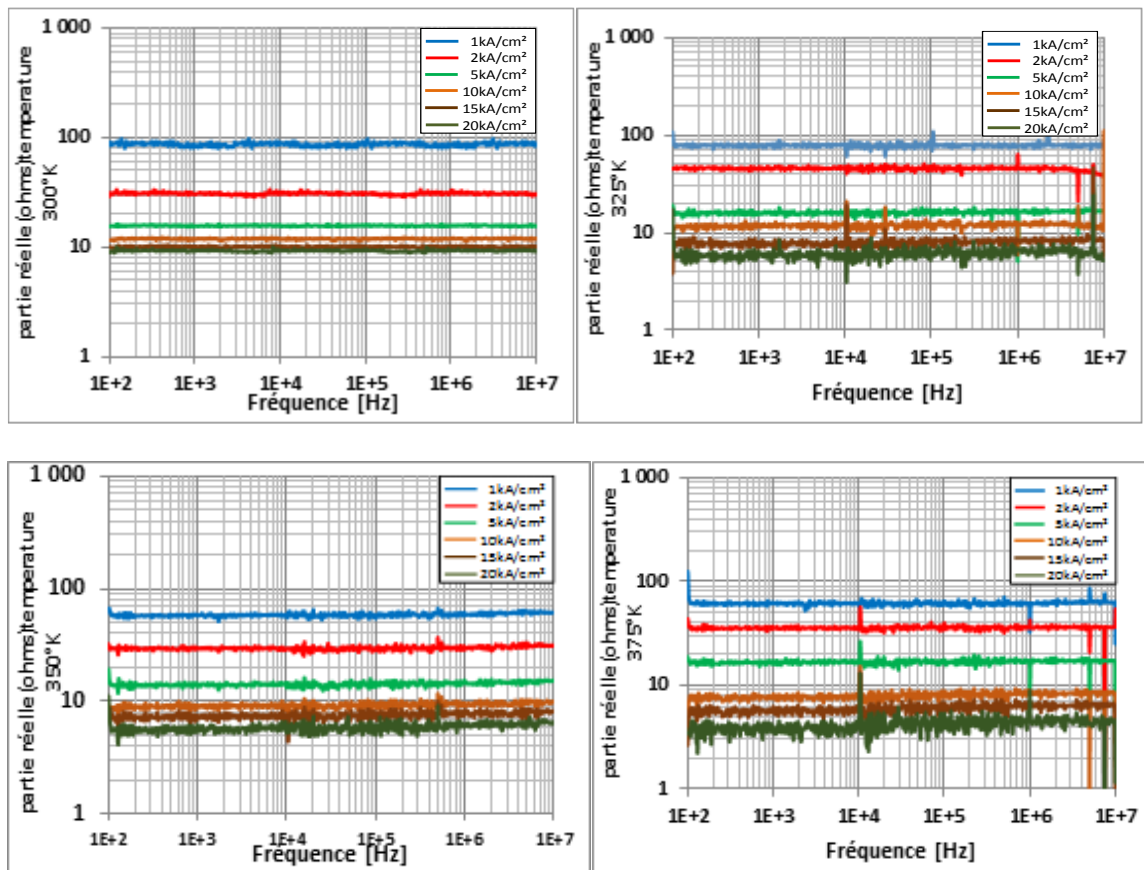 partie réelle(ohms)temperature
300°K
1 000
100
10
1
1E+2
1E+3
1E+4
1E+5
1E+6
1E+7
Fréquence [Hz]
1kA/cm²
2kA/cm²
5kA/cm²
10kA/cm²
15kA/cm²
20kA/cm²
partie réelle(ohms)temperature
325°K
1 000
100
10
1
1E+2
1E+3
1E+4
1E+5
1E+6
1E+7
Fréquence [Hz]
1kA/cm²
2kA/cm²
5kA/cm²
10kA/cm²
15kA/cm²
20kA/cm²
partie réelle(ohms)temperature
350°K
1 000
100
10
1
1E+2
1E+3
1E+4
1E+5
1E+6
1E+7
Fréquence [Hz]
1kA/cm²
2kA/cm²
5kA/cm²
10kA/cm²
15kA/cm²
20kA/cm²
partie réelle(ohms)temperature
375°K
1 000
100
10
1
1E+2
1E+3
1E+4
1E+5
1E+6
1E+7
Fréquence [Hz]
1kA/cm²
2kA/cm²
5kA/cm²
10kA/cm²
15kA/cm²
20kA/cm²